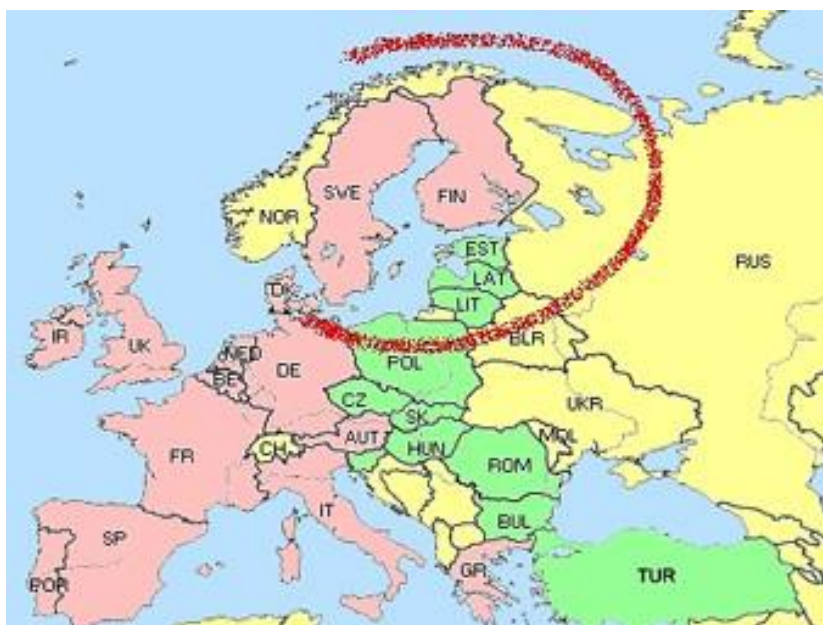 SWE
FIN
NOR
EST
RUS
LAT
DK
LIT
IR
UK
NED
BLR
POL
DE
BE
CZ
UKR
SK
AUT
MOL
CH
HUN
FR
ROM
IT
BUL
SP
GR
TUR
POR